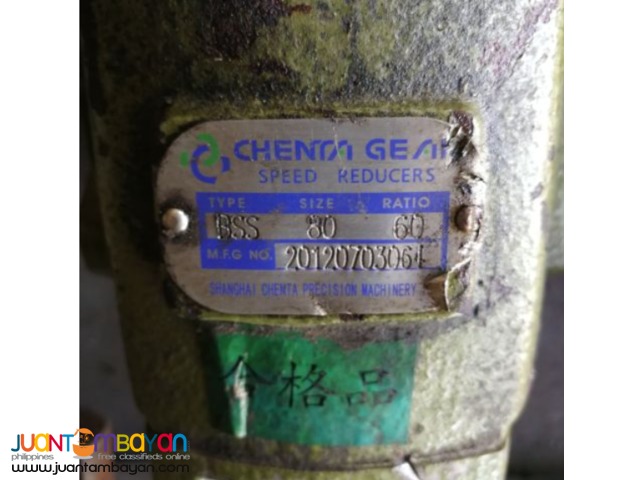 CHENTA GEAR
SPEED REDUCERS
TYPE SIZE RATIO
BSS 80 60
M.F.G NO. 20120703064
SHANGHAI CHENTA PRECISION MACHINERY
合格品
JUANTAMBAYAN
philippines free online classifieds
www.juantambayan.com